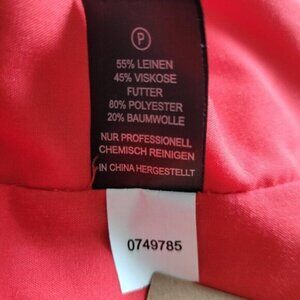 P
55% LEINEN
45% VISKOSE
FUTTER
80% POLYESTER
20% BAUMWOLLE
NUR PROFESSIONELL
CHEMISCH REINIGEN
IN CHINA HERGESTELLT
0749785